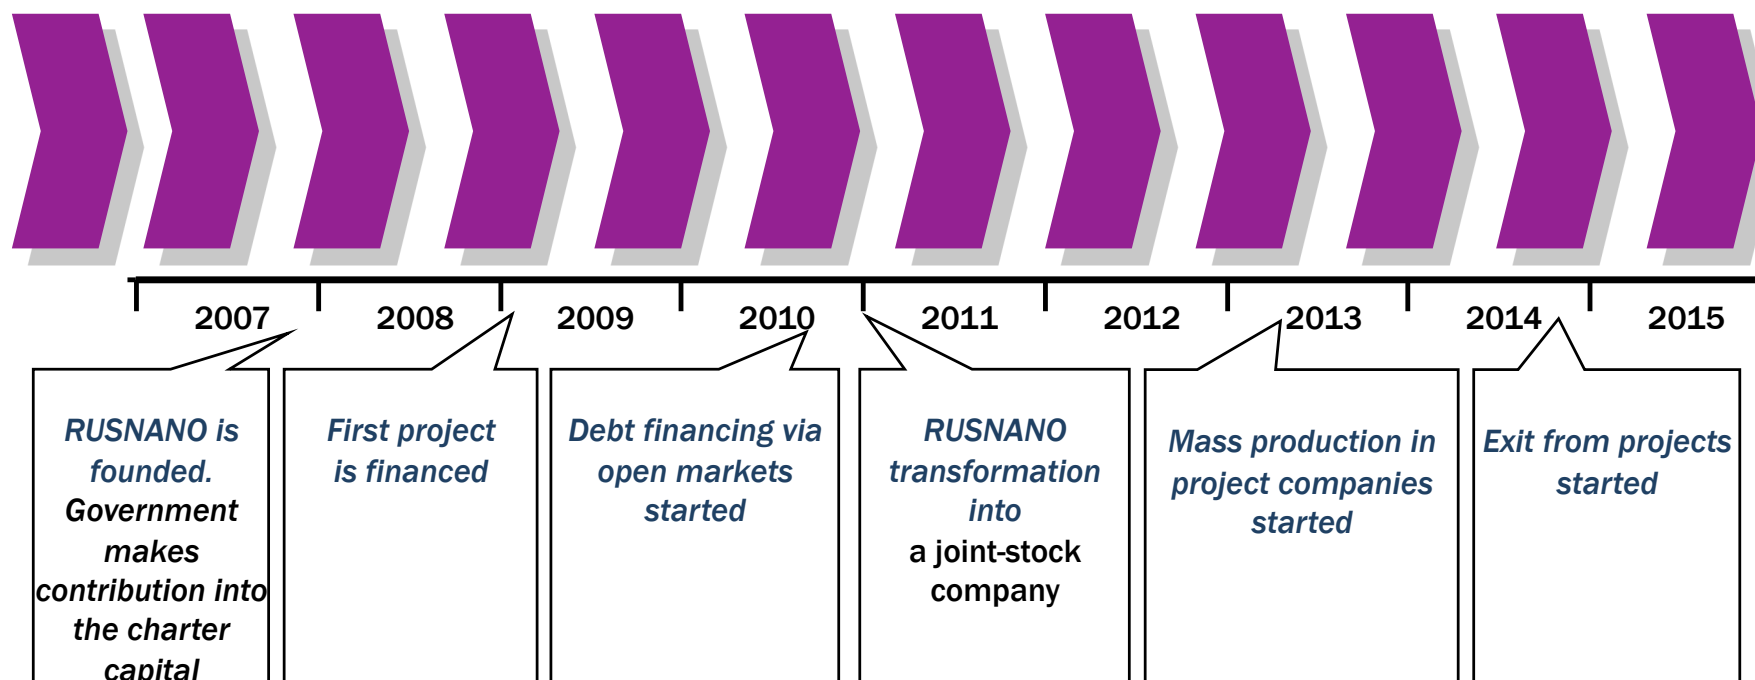 2007 2008 2009 2010 2011 2012 2013 2014 2015
RUSNANO is
founded.
Government
makes
contribution into
the charter
capital
First project
is financed
Debt financing via
open markets
started
RUSNANO
transformation
into
a joint-stock
company
Mass production in
project companies
started
Exit from projects
started